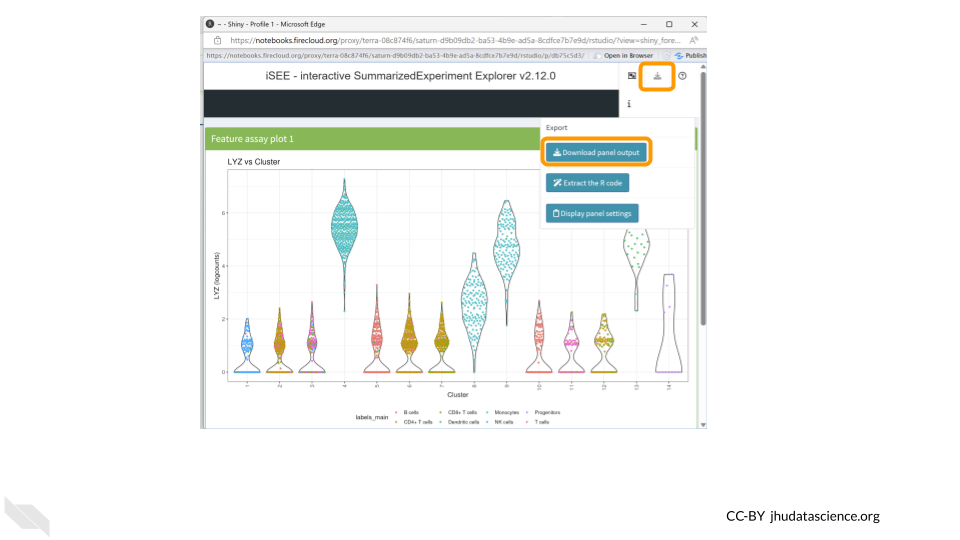 - - Shiny - Profile 1 - Microsoft Edge
https://notebooks.firecloud.org/proxy/terra-08c874f6/saturn-d9b09db2-ba53-4b9e-ad5a-8cdfce7b7e9d/rstudio/?view=shiny_fore...
https://notebooks.firecloud.org/proxy/terra-08c874f6/saturn-d9b09db2-ba53-4b9e-ad5a-8cdfce7b7e9d/rstudio/p/db75c5d3/ Open in Browser Publish
iSEE - interactive SummarizedExperiment Explorer v2.12.0
i
Export
Feature assay plot 1
Download panel output
LYZ vs Cluster
Extract the R code
Display panel settings
6
4
2
0
LYZ (logcounts)
1 2 3 4 5 6 7 8 9 10 11 12 13 14
Cluster
labels_main
B cells CD8+ T cells Monocytes Progenitors
CD4+ T cells Dendritic cells NK cells T cells
CC-BY jhudatascience.org